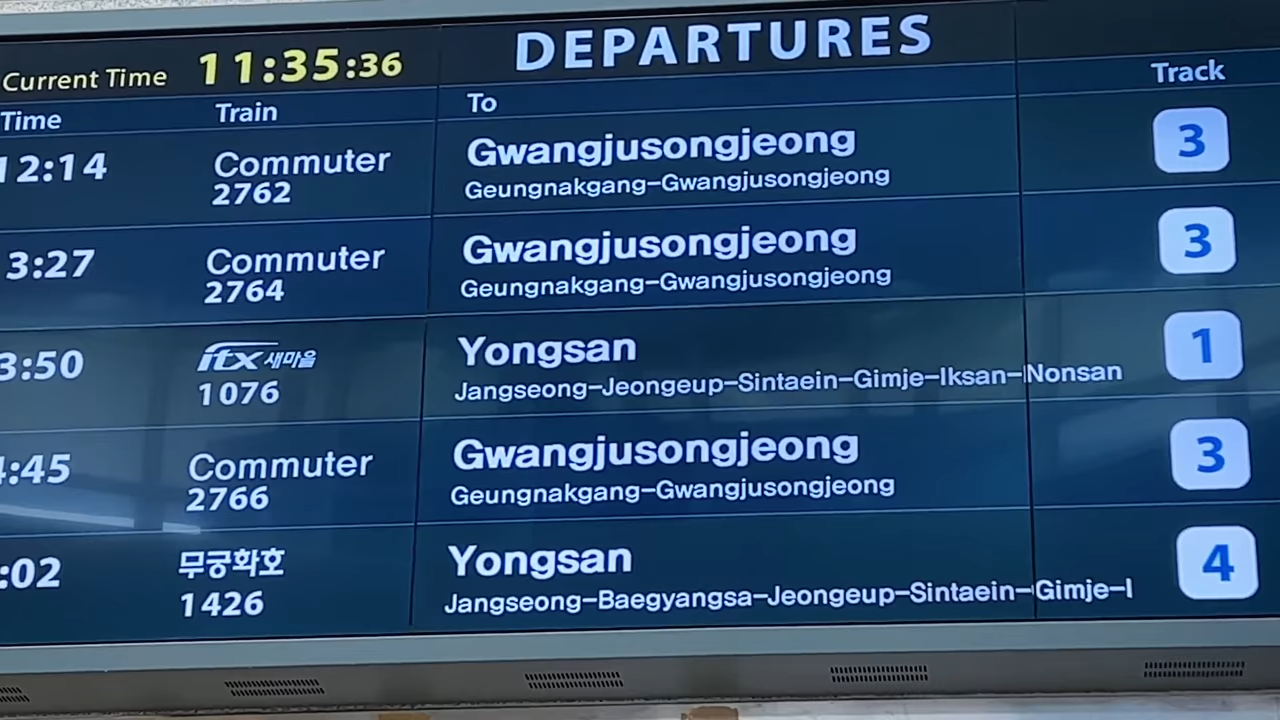 Current Time 11:35:36 DEPARTURES
Time Train To Track
12:14 Commuter Gwangjusongjeong 3
2762 Geungnakgang-Gwangjusongjeong
3:27 Commuter Gwangjusongjeong 3
2764 Geungnakgang-Gwangjusongjeong
3:50 itx 새마을 Yongsan 1
1076 Jangseong-Jeongeup-Sintaein-Gimje-Iksan-Nonsan
:45 Commuter Gwangjusongjeong 3
2766 Geungnakgang-Gwangjusongjeong
:02 무궁화호 Yongsan 4
1426 Jangseong-Baegyangsa-Jeongeup-Sintaein-Gimje-I